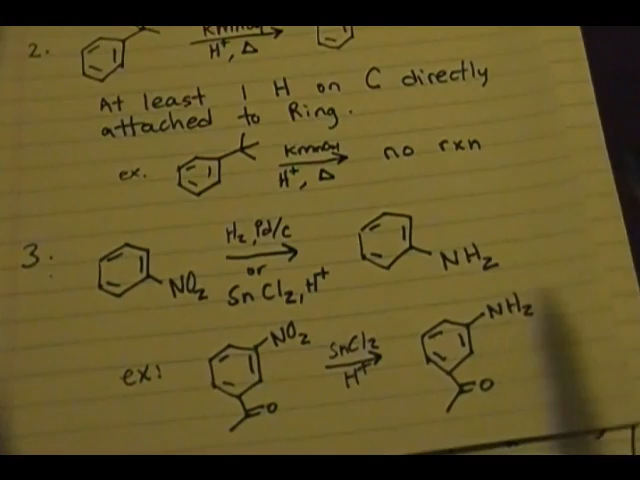 2.
KMnO4
H+, Δ
At least 1 H on C directly
attached to Ring.
ex.
KMnO4
H+, Δ
no rxn
3.
NO2
H2, Pd/C
or
SnCl2, H+
NH2
ex:
NO2
O
SnCl2
H+
NH2
O